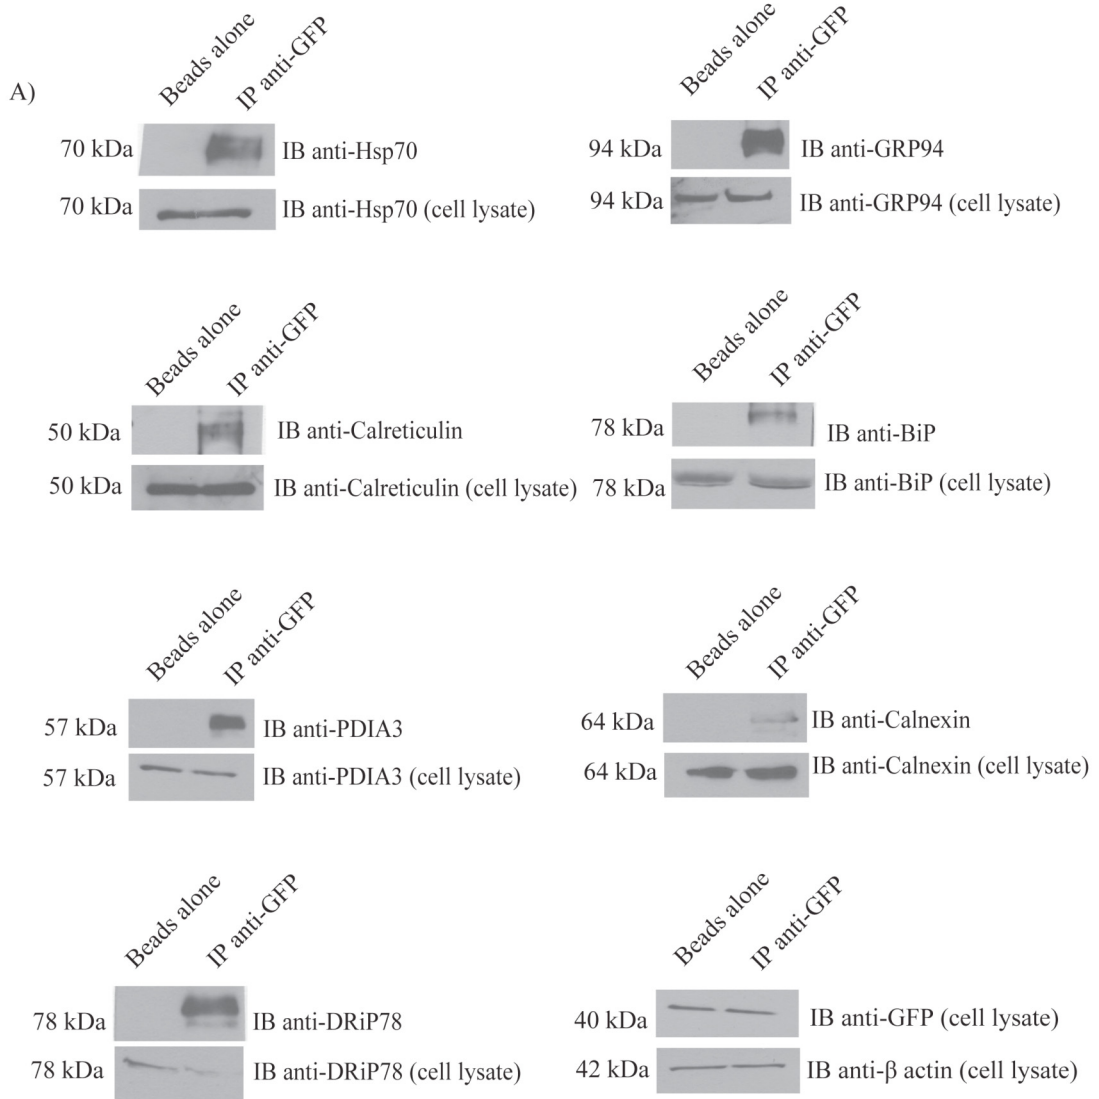 A)
Beads alone
IP anti-GFP
70 kDa
IB anti-Hsp70
70 kDa
IB anti-Hsp70 (cell lysate)
Beads alone
IP anti-GFP
94 kDa
IB anti-GRP94
94 kDa
IB anti-GRP94 (cell lysate)
Beads alone
IP anti-GFP
50 kDa
IB anti-Calreticulin
50 kDa
IB anti-Calreticulin (cell lysate)
Beads alone
IP anti-GFP
78 kDa
IB anti-BiP
78 kDa
IB anti-BiP (cell lysate)
Beads alone
IP anti-GFP
57 kDa
IB anti-PDIA3
57 kDa
IB anti-PDIA3 (cell lysate)
Beads alone
IP anti-GFP
64 kDa
IB anti-Calnexin
64 kDa
IB anti-Calnexin (cell lysate)
Beads alone
IP anti-GFP
78 kDa
IB anti-DRiP78
78 kDa
IB anti-DRiP78 (cell lysate)
Beads alone
IP anti-GFP
40 kDa
IB anti-GFP (cell lysate)
42 kDa
IB anti-β actin (cell lysate)